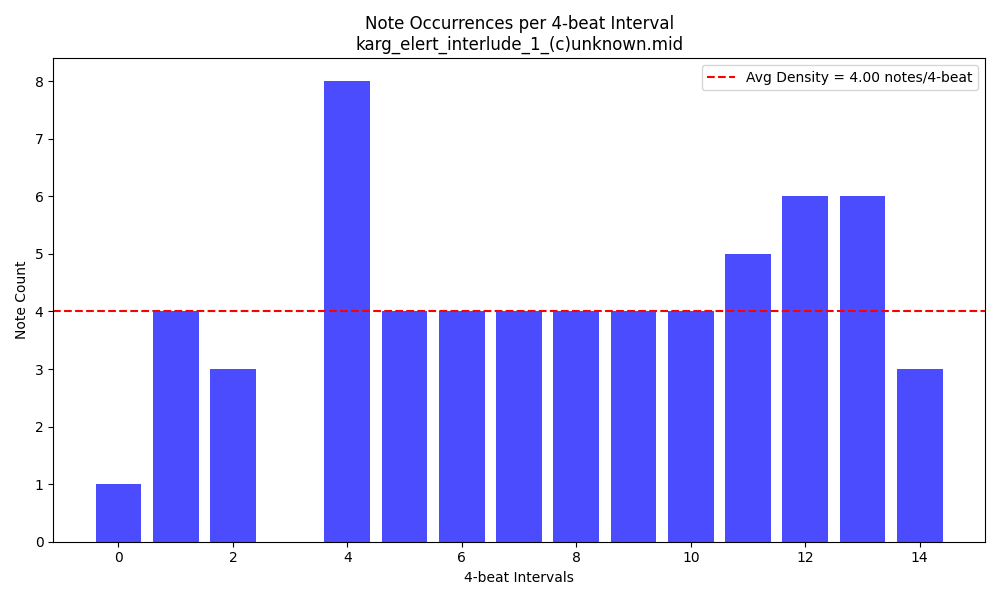 Note Occurrences per 4-beat Interval
karg_elert_interlude_1_(c)unknown.mid
Avg Density = 4.00 notes/4-beat
8
7
6
5
4
3
2
1
0
Note Count
0 2 4 6 8 10 12 14
4-beat Intervals